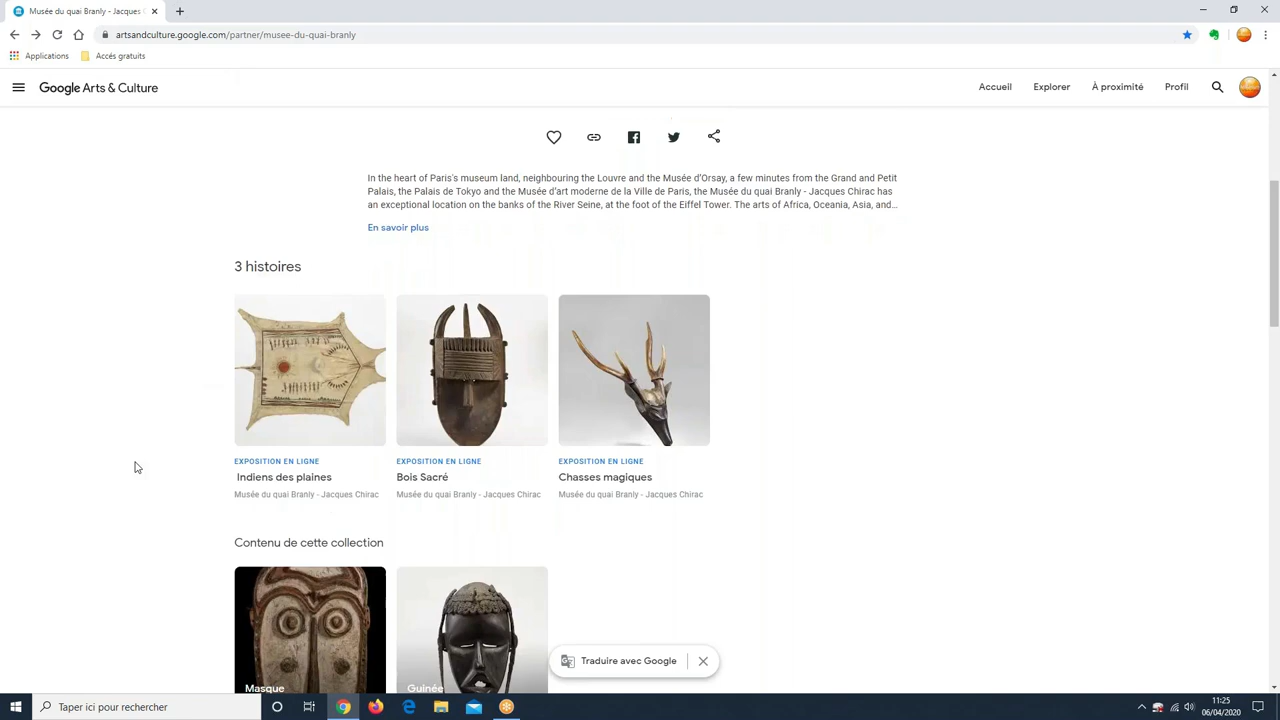 Musée du quai Branly - Jacques C
artsandculture.google.com/partner/musee-du-quai-branly
Applications
Accés gratuits
Google Arts & Culture
Accueil
Explorer
À proximité
Profil
In the heart of Paris's museum land, neighbouring the Louvre and the Musée d'Orsay, a few minutes from the Grand and Petit
Palais, the Palais de Tokyo and the Musée d'art moderne de la Ville de Paris, the Musée du quai Branly - Jacques Chirac has
an exceptional location on the banks of the River Seine, at the foot of the Eiffel Tower. The arts of Africa, Oceania, Asia, and...
En savoir plus
3 histoires
EXPOSITION EN LIGNE
Indiens des plaines
Musée du quai Branly - Jacques Chirac
EXPOSITION EN LIGNE
Bois Sacré
Musée du quai Branly - Jacques Chirac
EXPOSITION EN LIGNE
Chasses magiques
Musée du quai Branly - Jacques Chirac
Contenu de cette collection
Masque
Guinée
Traduire avec Google
Taper ici pour rechercher
11:25
06/04/2020